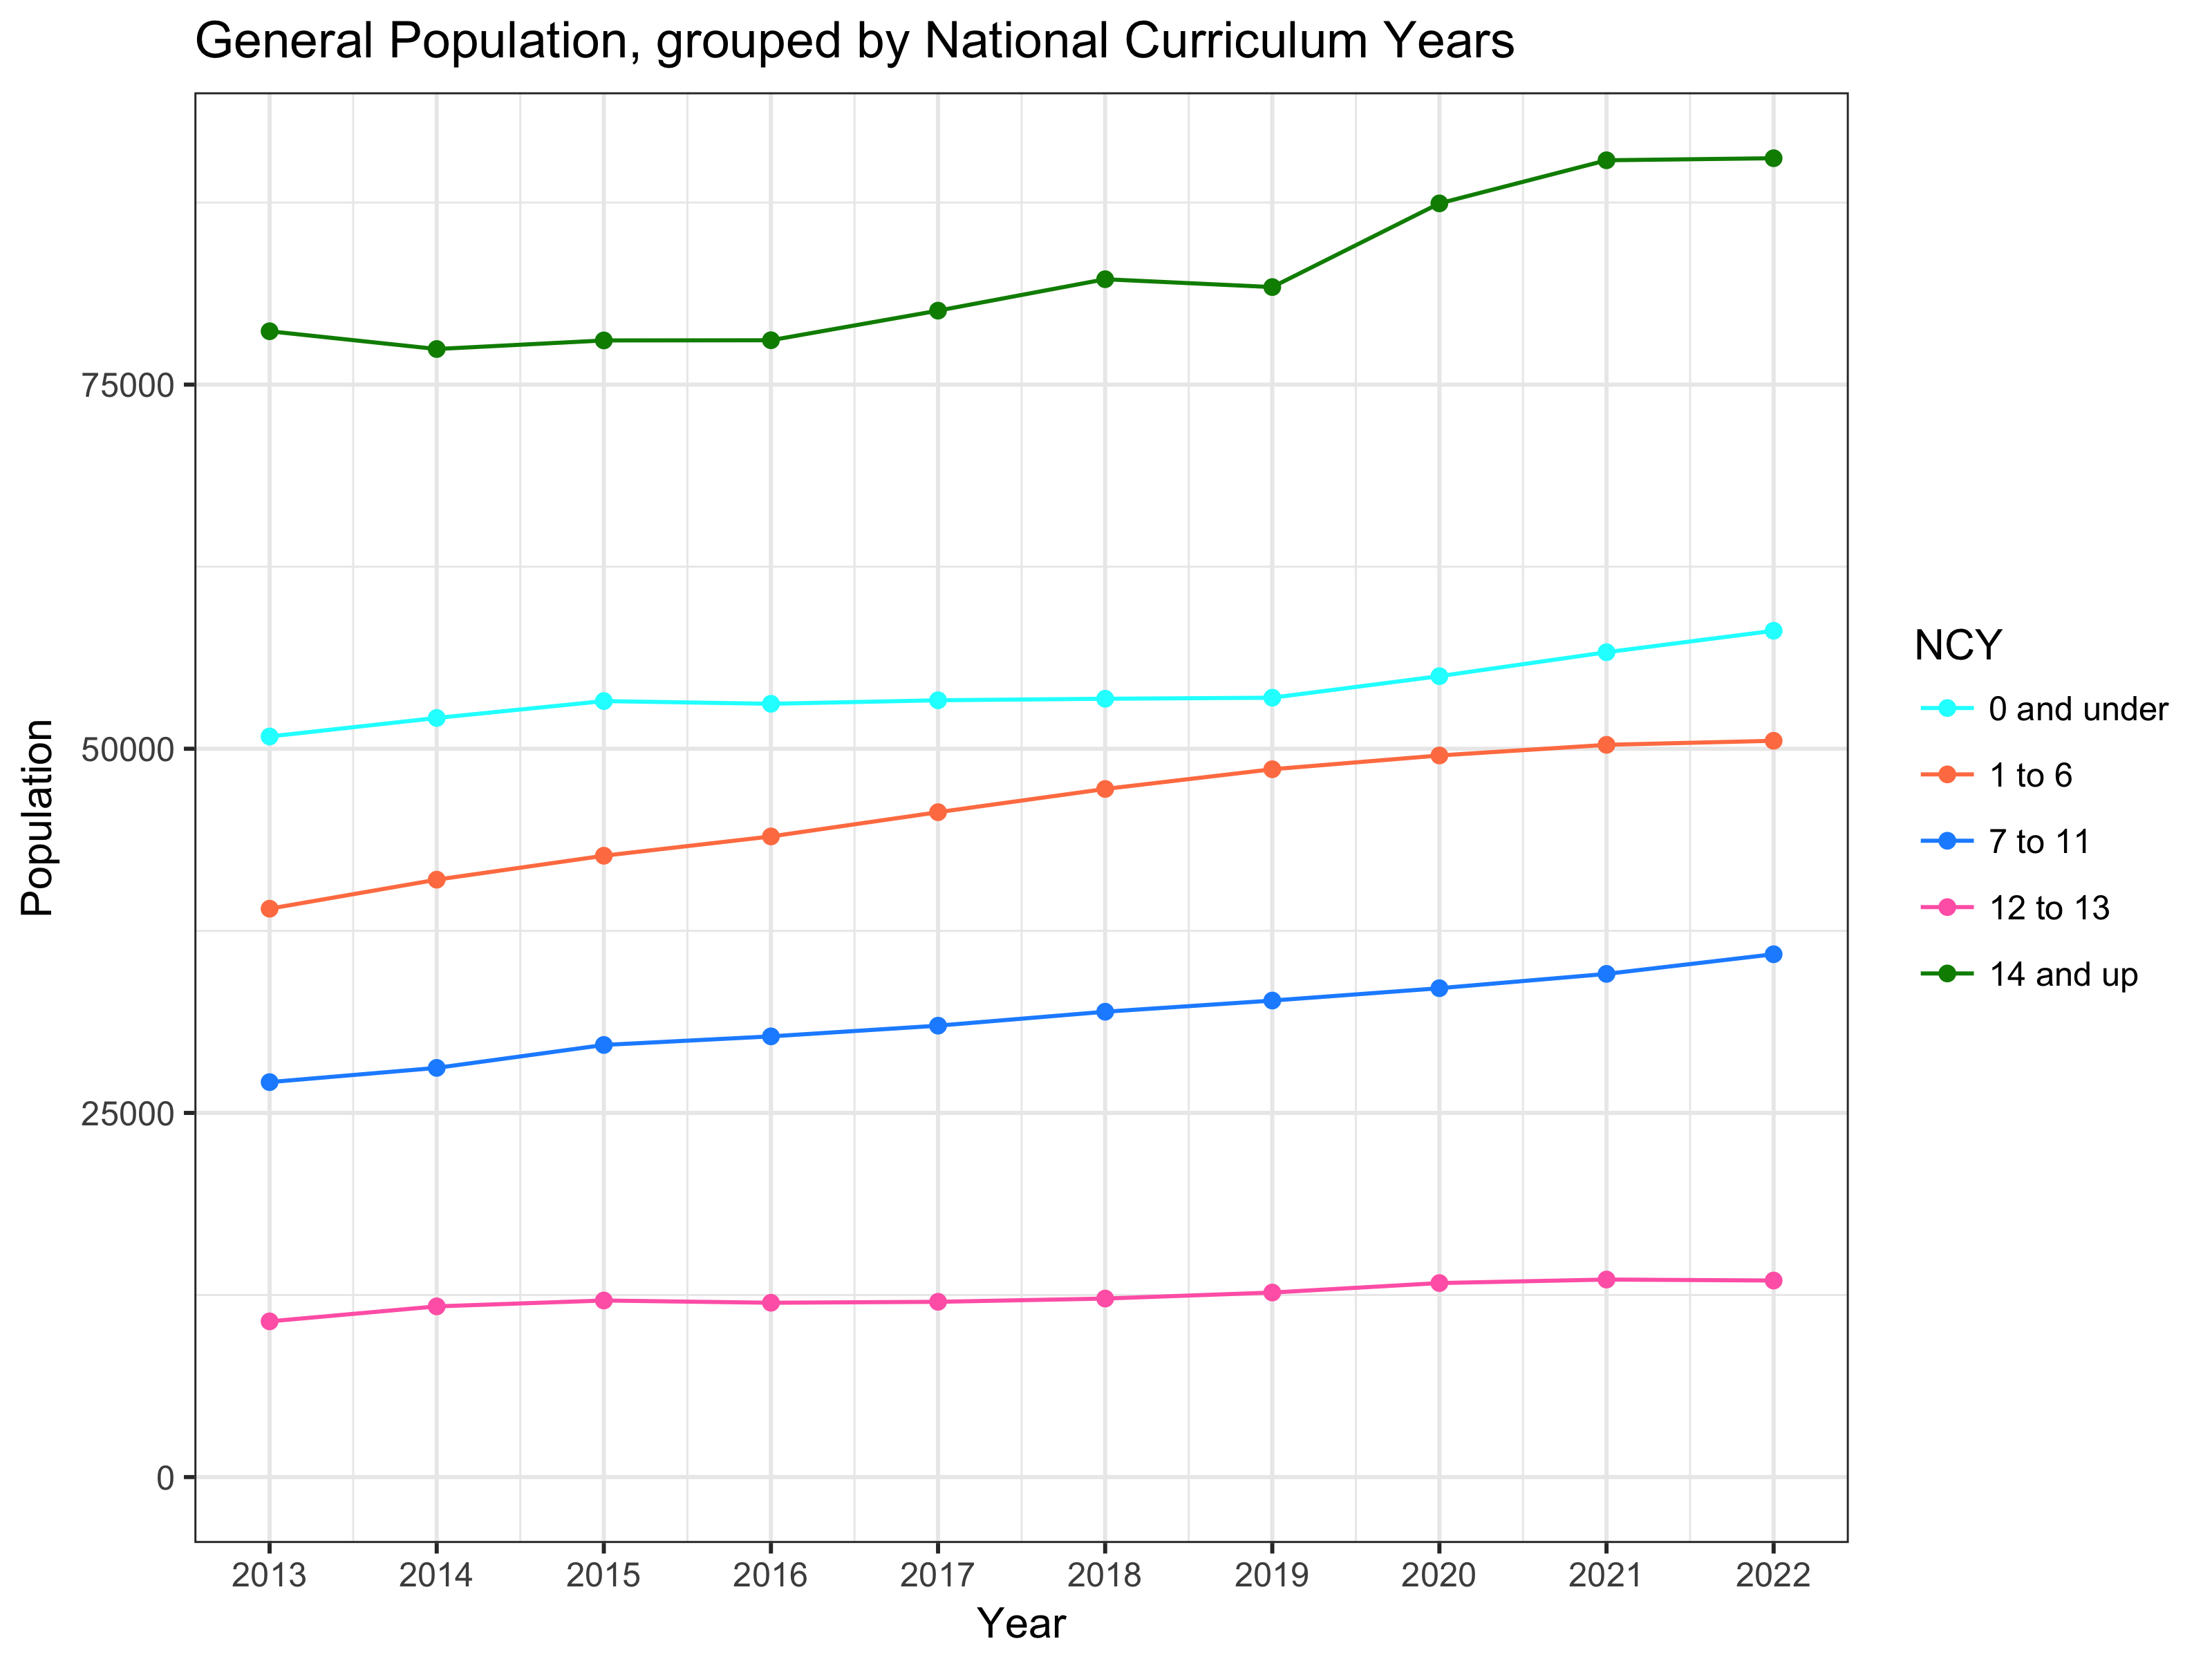 General Population, grouped by National Curriculum Years
Population
75000
50000
25000
0
2013 2014 2015 2016 2017 2018 2019 2020 2021 2022
Year
NCY
0 and under
1 to 6
7 to 11
12 to 13
14 and up